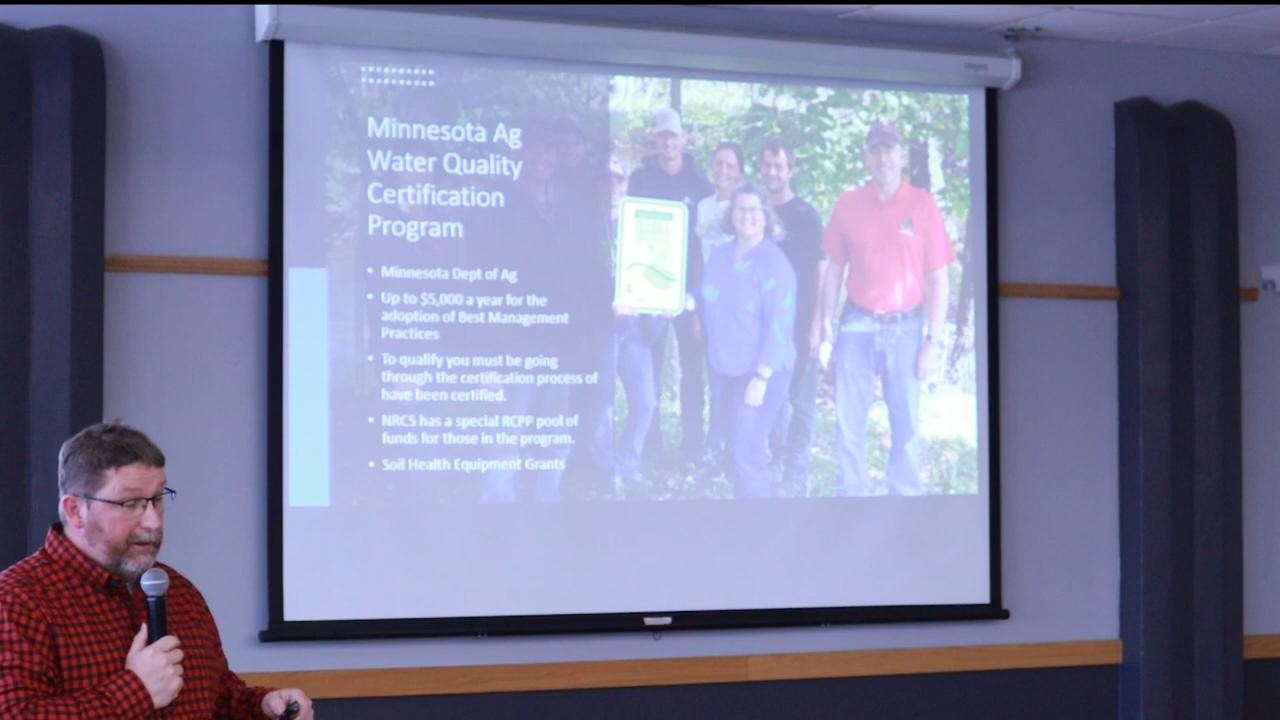 Minnesota Ag
Water Quality
Certification
Program
• Minnesota Dept of Ag
• Up to $5,000 a year for the
adoption of Best Management
Practices
• To qualify you must be going
through the certification process of
have been certified.
• NRCS has a special RCPP pool of
funds for those in the program.
• Soil Health Equipment Grants